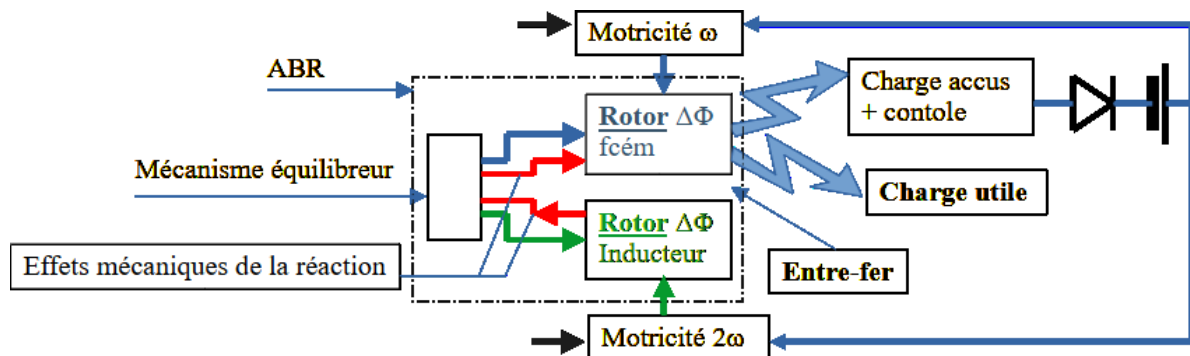 Motricité ω
ABR
Charge accus
+ contole
Rotor ΔΦ
fcém
Mécanisme équilibreur
Charge utile
Rotor ΔΦ
Inducteur
Effets mécaniques de la réaction
Entre-fer
Motricité 2ω